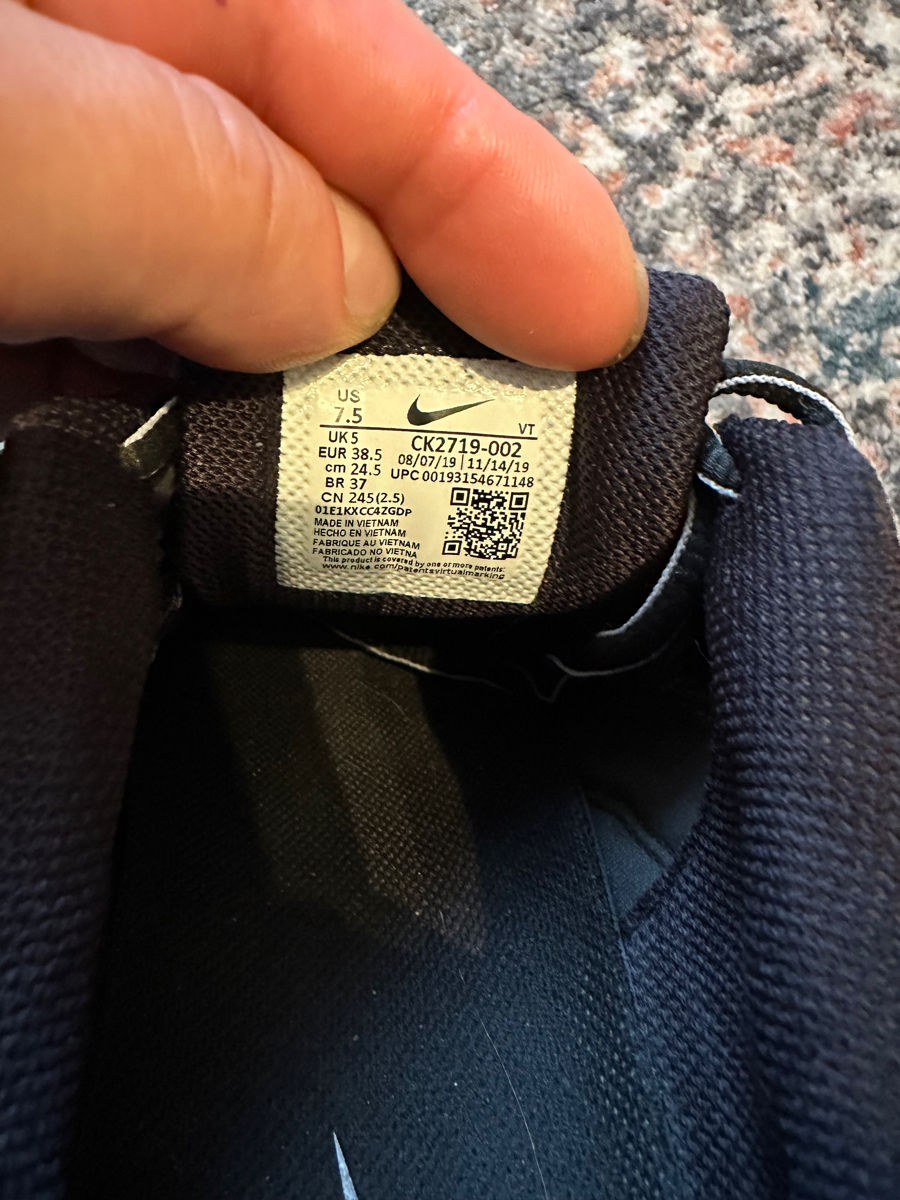 US
7.5
VT
UK 5
CK2719-002
EUR 38.5
08/07/19 | 11/14/19
cm 24.5
UPC 00193154671148
BR 37
CN 245(2.5)
01E1KXCC4ZGDP
MADE IN VIETNAM
HECHO EN VIETNAM
FABRIQUE AU VIETNAM
FABRICADO NO VIETNA
This product is covered by one or more patents:
www.nike.com/patentsvirtualmarking